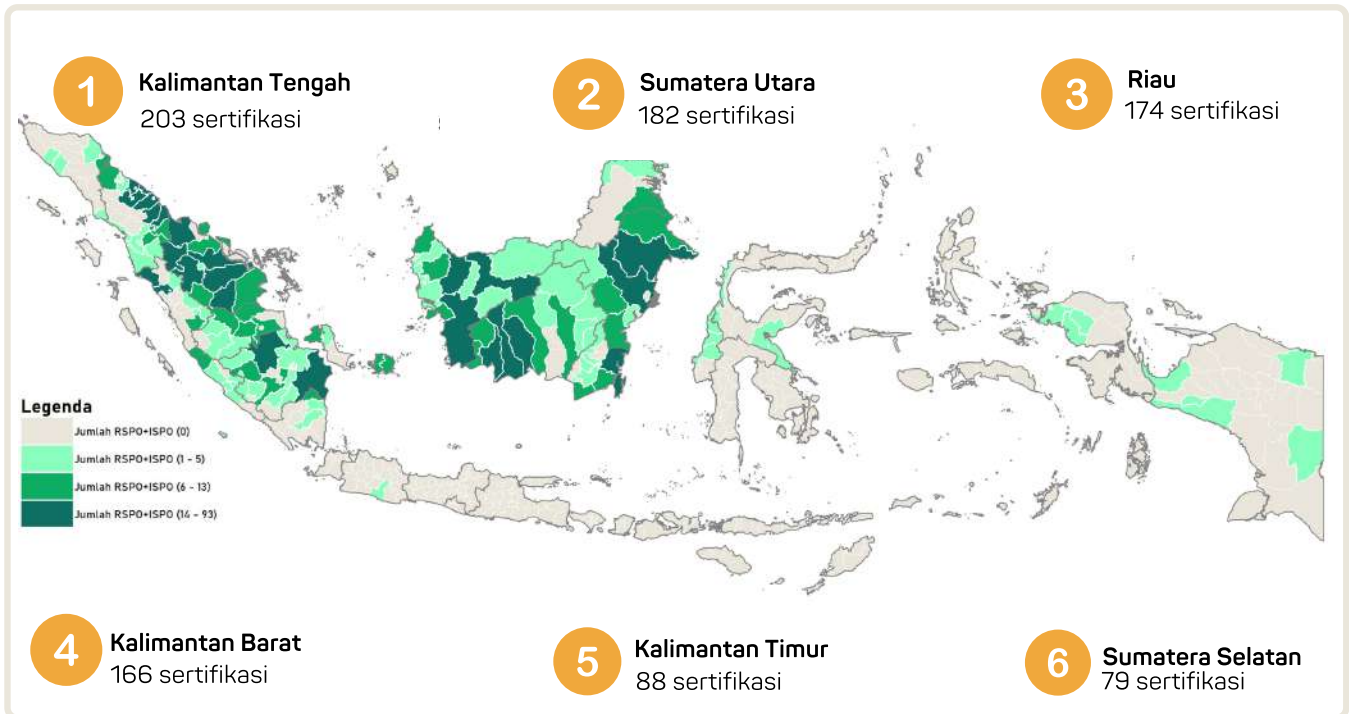 1
Kalimantan Tengah
203 sertifikasi
2
Sumatera Utara
182 sertifikasi
3
Riau
174 sertifikasi
Legenda
Jumlah RSPO+ISPO (0)
Jumlah RSPO+ISPO (1 - 5)
Jumlah RSPO+ISPO (6 - 13)
Jumlah RSPO+ISPO (14 - 93)
4
Kalimantan Barat
166 sertifikasi
5
Kalimantan Timur
88 sertifikasi
6
Sumatera Selatan
79 sertifikasi